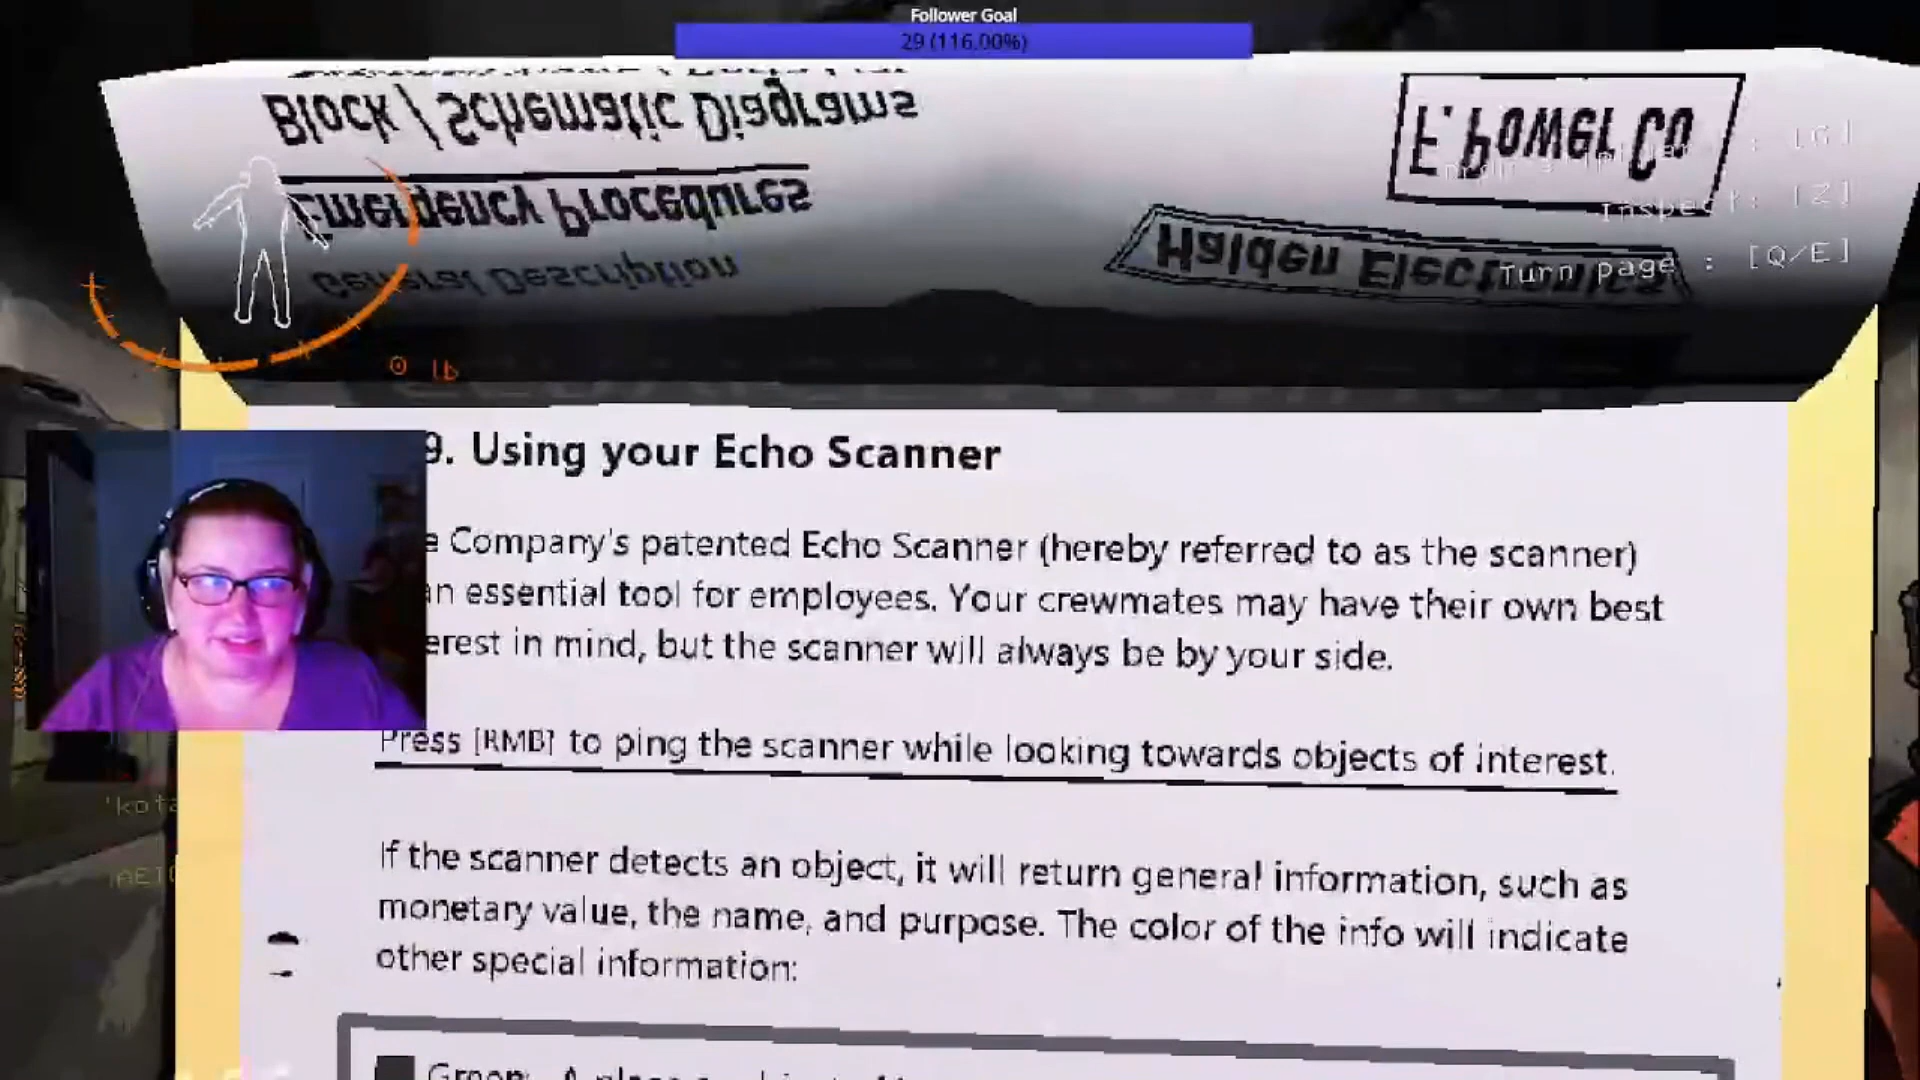 Follower Goal
29 (116.00%)
Block / Schematic Diagrams
F. Power Co
Emergency Procedures
Inspect: [Z]
General Description
Halden Electronics
Turn page : [Q/E]
0 lb
9. Using your Echo Scanner
e Company's patented Echo Scanner (hereby referred to as the scanner)
an essential tool for employees. Your crewmates may have their own best
erest in mind, but the scanner will always be by your side.
Press [RMB] to ping the scanner while looking towards objects of interest.
If the scanner detects an object, it will return general information, such as
monetary value, the name, and purpose. The color of the info will indicate
other special information:
Green: